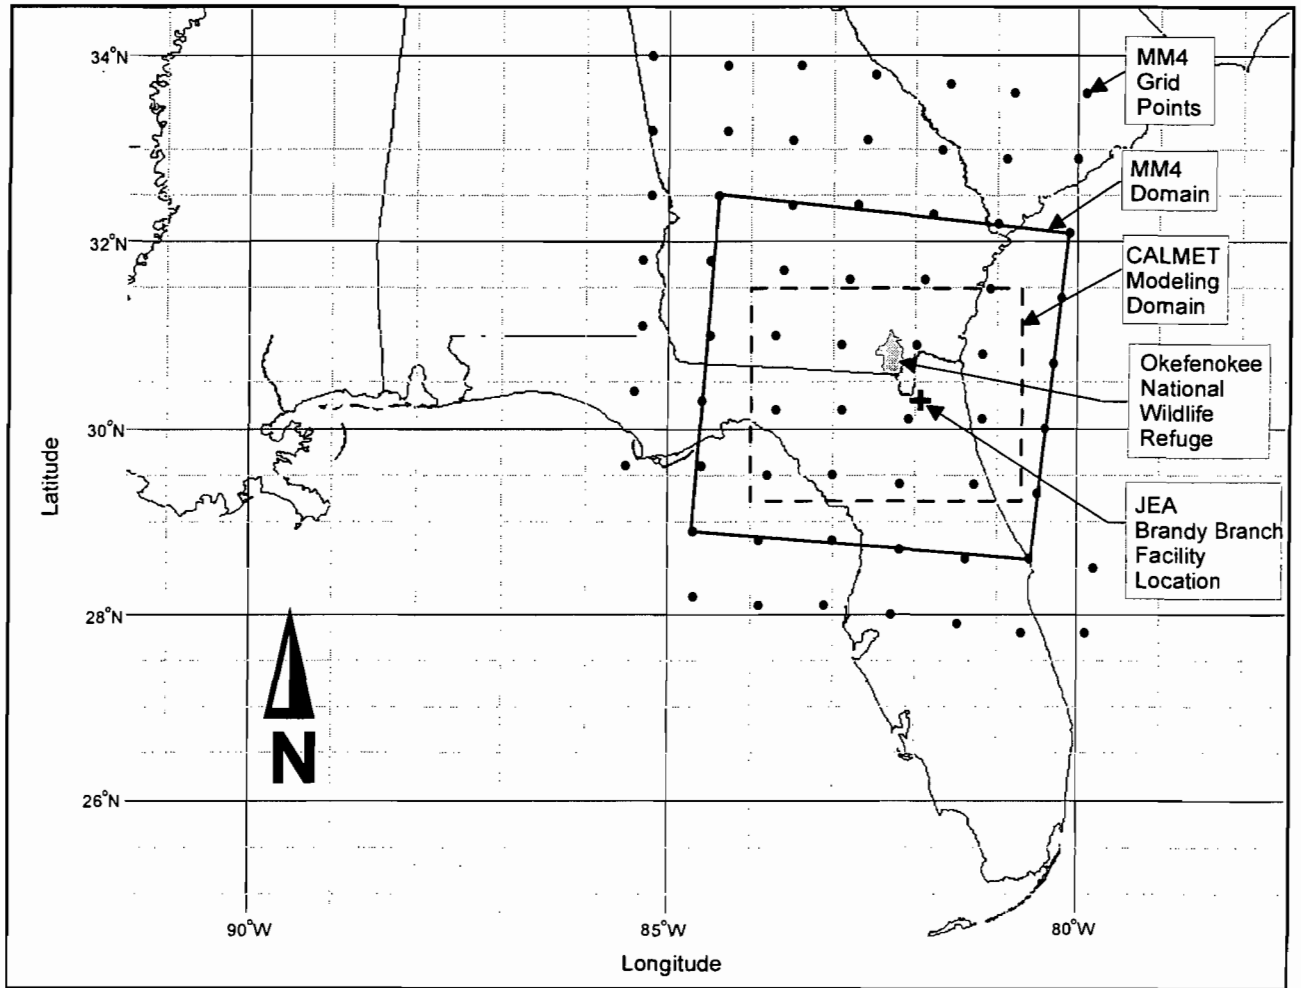 34°N
32°N
30°N
28°N
26°N
Latitude
90°W
85°W
80°W
Longitude
N
MM4
Grid
Points
MM4
Domain
CALMET
Modeling
Domain
Okefenokee
National
Wildlife
Refuge
JEA
Brandy Branch
Facility
Location